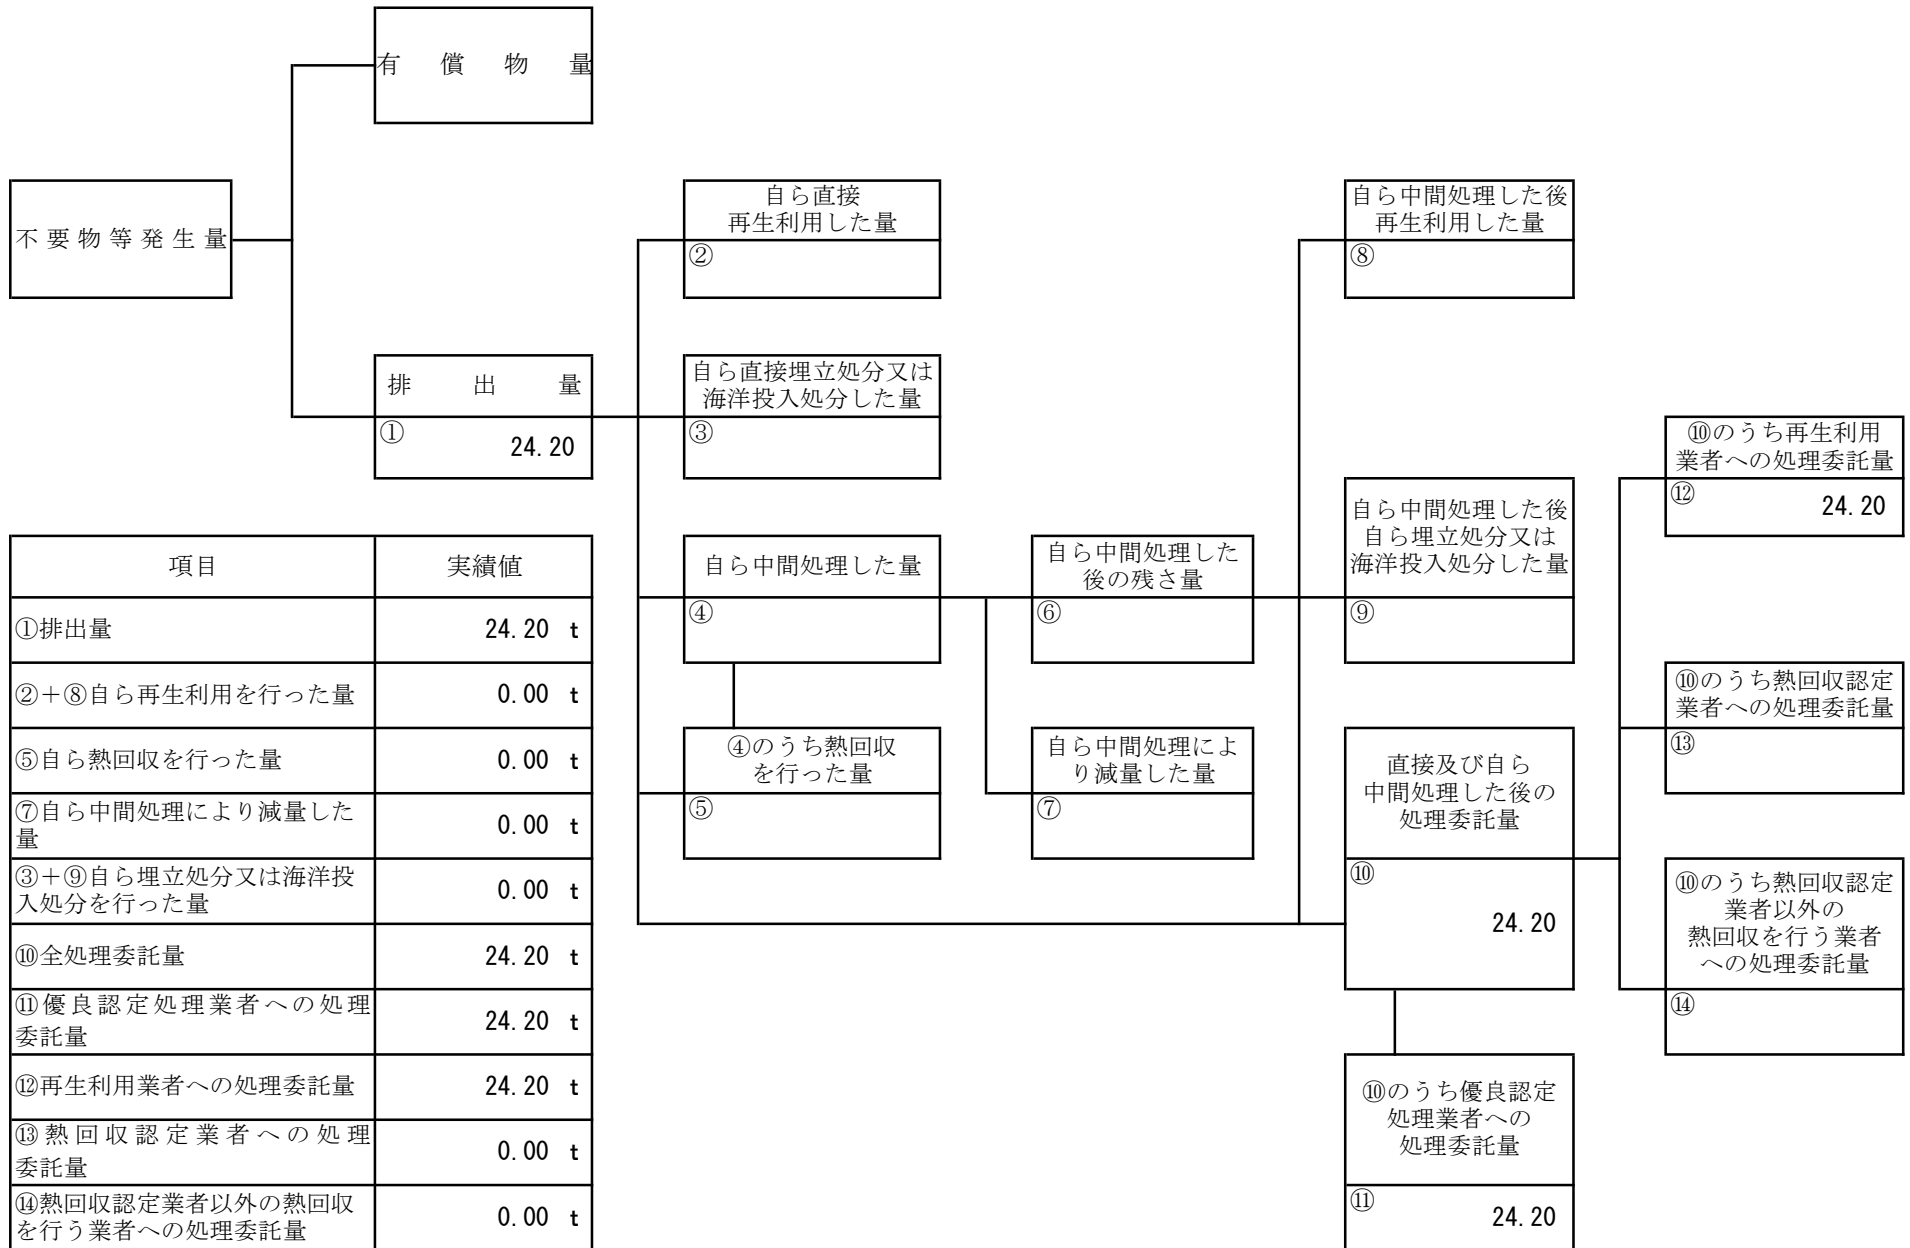 有償物量
不要物等発生量
排出量
①
24.20
自ら直接
再生利用した量
②
自ら直接埋立処分又は
海洋投入処分した量
③
自ら中間処理した量
④
④のうち熱回収
を行った量
⑤
自ら中間処理した
後の残さ量
⑥
自ら中間処理によ
り減量した量
⑦
自ら中間処理した後
再生利用した量
⑧
自ら中間処理した後
自ら埋立処分又は
海洋投入処分した量
⑨
直接及び自ら
中間処理した後の
処理委託量
⑩
24.20
⑩のうち優良認定
処理業者への
処理委託量
⑪
24.20
⑩のうち再生利用
業者への処理委託量
⑫
24.20
⑩のうち熱回収認定
業者への処理委託量
⑬
⑩のうち熱回収認定
業者以外の
熱回収を行う業者
への処理委託量
⑭
項目 実績値
①排出量 24.20 t
②+⑧自ら再生利用を行った量 0.00 t
⑤自ら熱回収を行った量 0.00 t
⑦自ら中間処理により減量した
量 0.00 t
③+⑨自ら埋立処分又は海洋投
入処分を行った量 0.00 t
⑩全処理委託量 24.20 t
⑪優良認定処理業者への処理
委託量 24.20 t
⑫再生利用業者への処理委託量 24.20 t
⑬熱回収認定業者への処理
委託量 0.00 t
⑭熱回収認定業者以外の熱回収
を行う業者への処理委託量 0.00 t